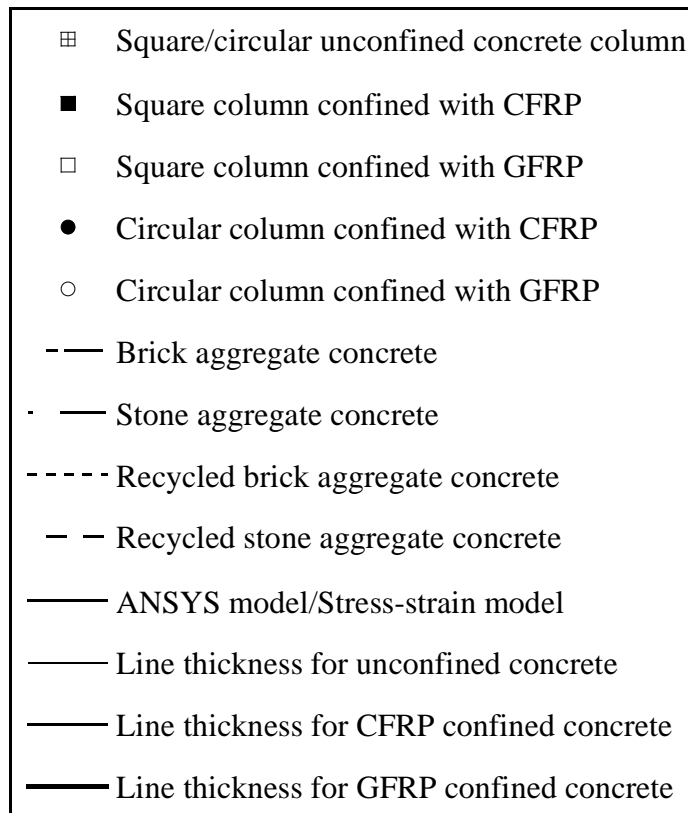 Square/circular unconfined concrete column
Square column confined with CFRP
Square column confined with GFRP
Circular column confined with CFRP
Circular column confined with GFRP
Brick aggregate concrete
Stone aggregate concrete
Recycled brick aggregate concrete
Recycled stone aggregate concrete
ANSYS model/Stress-strain model
Line thickness for unconfined concrete
Line thickness for CFRP confined concrete
Line thickness for GFRP confined concrete